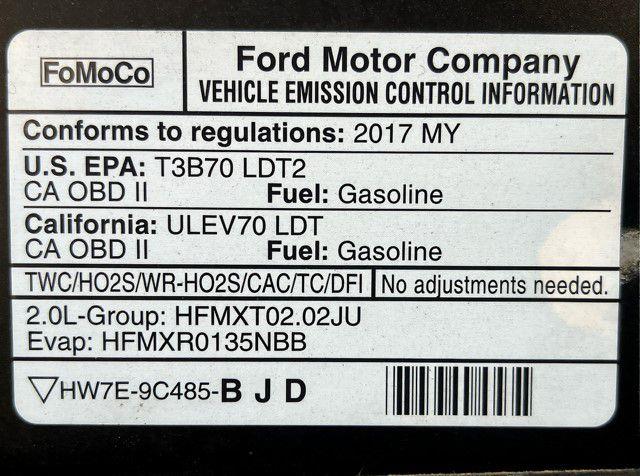 FoMoCo
Ford Motor Company
VEHICLE EMISSION CONTROL INFORMATION
Conforms to regulations: 2017 MY
U.S. EPA: T3B70 LDT2
CA OBD II Fuel: Gasoline
California: ULEV70 LDT
CA OBD II Fuel: Gasoline
TWC/HO2S/WR-HO2S/CAC/TC/DFI No adjustments needed.
2.0L-Group: HFMXT02.02JU
Evap: HFMXR0135NBB
▽HW7E-9C485-B J D